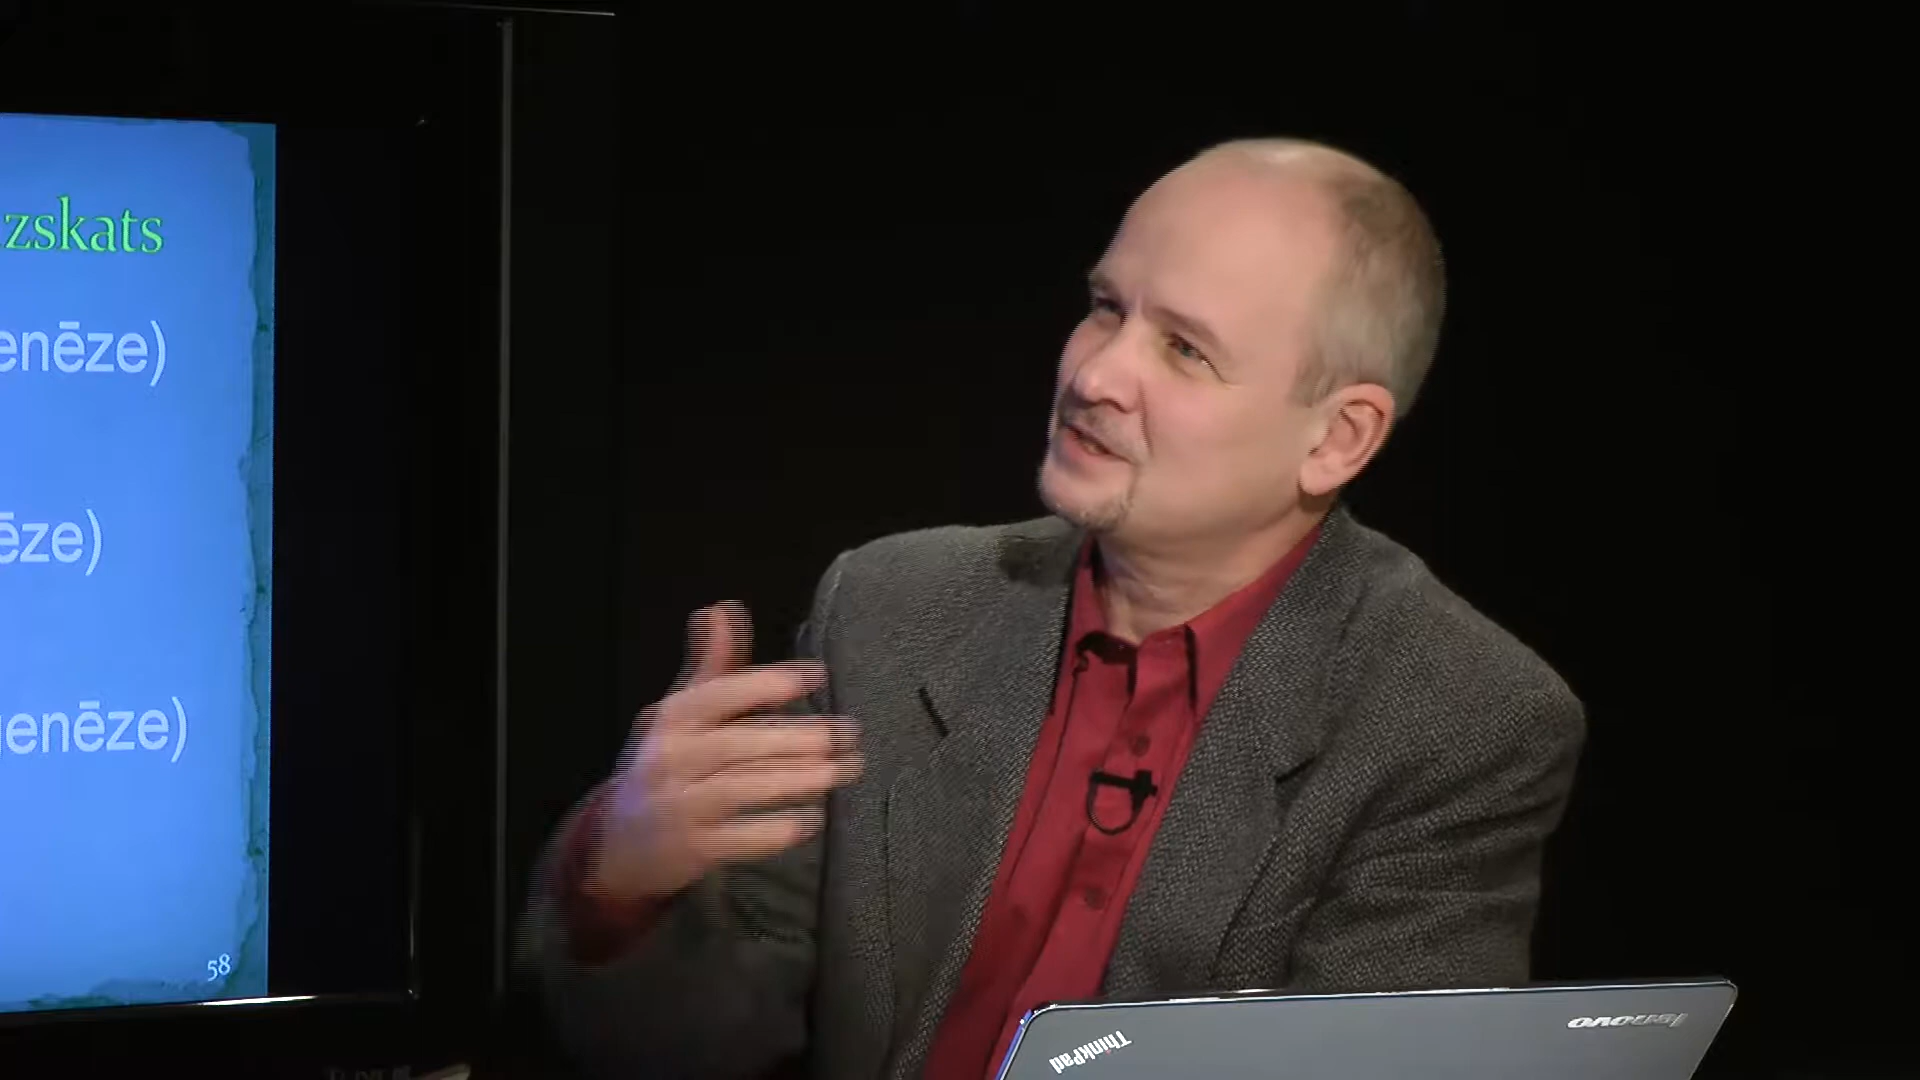 zskats
enēze)
ēze)
enēze)
58
ThinkPad
lenovo